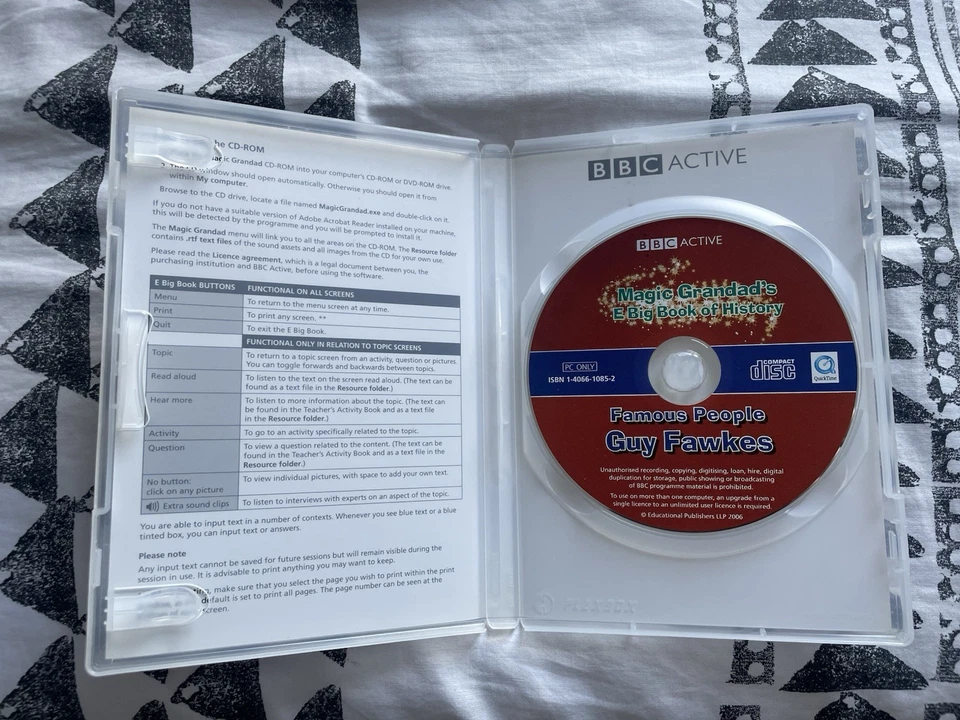 he CD-ROM
Magic Grandad CD-ROM into your computer's CD-ROM or DVD-ROM drive.
window should open automatically. Otherwise you should open it from
within My computer.
Browse to the CD drive, locate a file named MagicGrandad.exe and double-click on it.
If you do not have a suitable version of Adobe Acrobat Reader installed on your machine,
this will be detected by the programme and you will be prompted to install it.
The Magic Grandad menu will link you to all the areas on the CD-ROM. The Resource folder
contains .rtf text files of the sound assets and all images from the CD for your own use.
Please read the Licence agreement, which is a legal document between you, the
purchasing institution and BBC Active, before using the software.
E Big Book BUTTONS FUNCTIONAL ON ALL SCREENS
Menu To return to the menu screen at any time.
Print To print any screen. **
Quit To exit the E Big Book.
FUNCTIONAL ONLY IN RELATION TO TOPIC SCREENS
Topic To return to a topic screen from an activity, question or pictures.
You can toggle forwards and backwards between topics.
Read aloud To listen to the text on the screen read aloud. (The text can be
found as a text file in the Resource folder.)
Hear more To listen to more information about the topic. (The text can
be found in the Teacher's Activity Book and as a text file
in the Resource folder.)
Activity To go to an activity specifically related to the topic.
Question To view a question related to the content. (The text can be
found in the Teacher's Activity Book and as a text file in the
Resource folder.)
No button: To view individual pictures, with space to add your own text.
click on any picture
Extra sound clips To listen to interviews with experts on an aspect of the topic.
You are able to input text in a number of contexts. Whenever you see blue text or a blue
tinted box, you can input text or answers.
Please note
Any input text cannot be saved for future sessions but will remain visible during the
session in use. It is advisable to print anything you may want to keep.
make sure that you select the page you wish to print within the print
default is set to print all pages. The page number can be seen at the
screen.
BBC ACTIVE
BBC ACTIVE
Magic Grandad's
E Big Book of History
PC ONLY
ISBN 1-4066-1085-2
COMPACT
disc
QuickTime
Famous People
Guy Fawkes
Unauthorised recording, copying, digitising, loan, hire, digital
duplication for storage, public showing or broadcasting
of BBC programme material is prohibited.
To use on more than one computer, an upgrade from a
single licence to an unlimited user licence is required.
© Educational Publishers LLP 2006